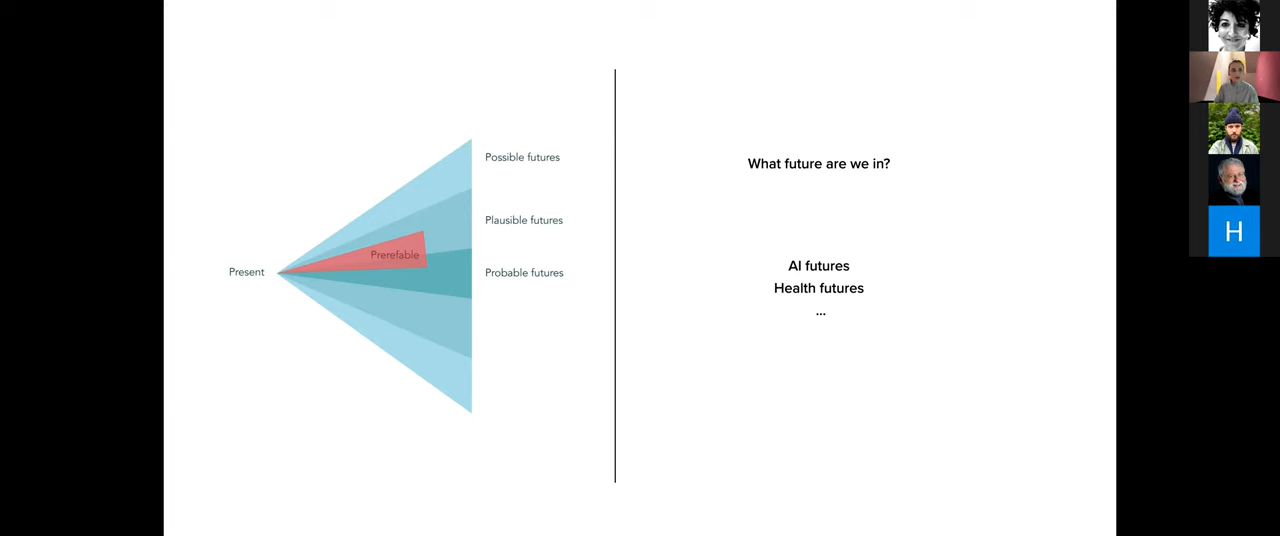 Possible futures
Plausible futures
Prerefable
Present
Probable futures
What future are we in?
AI futures
Health futures
...
H